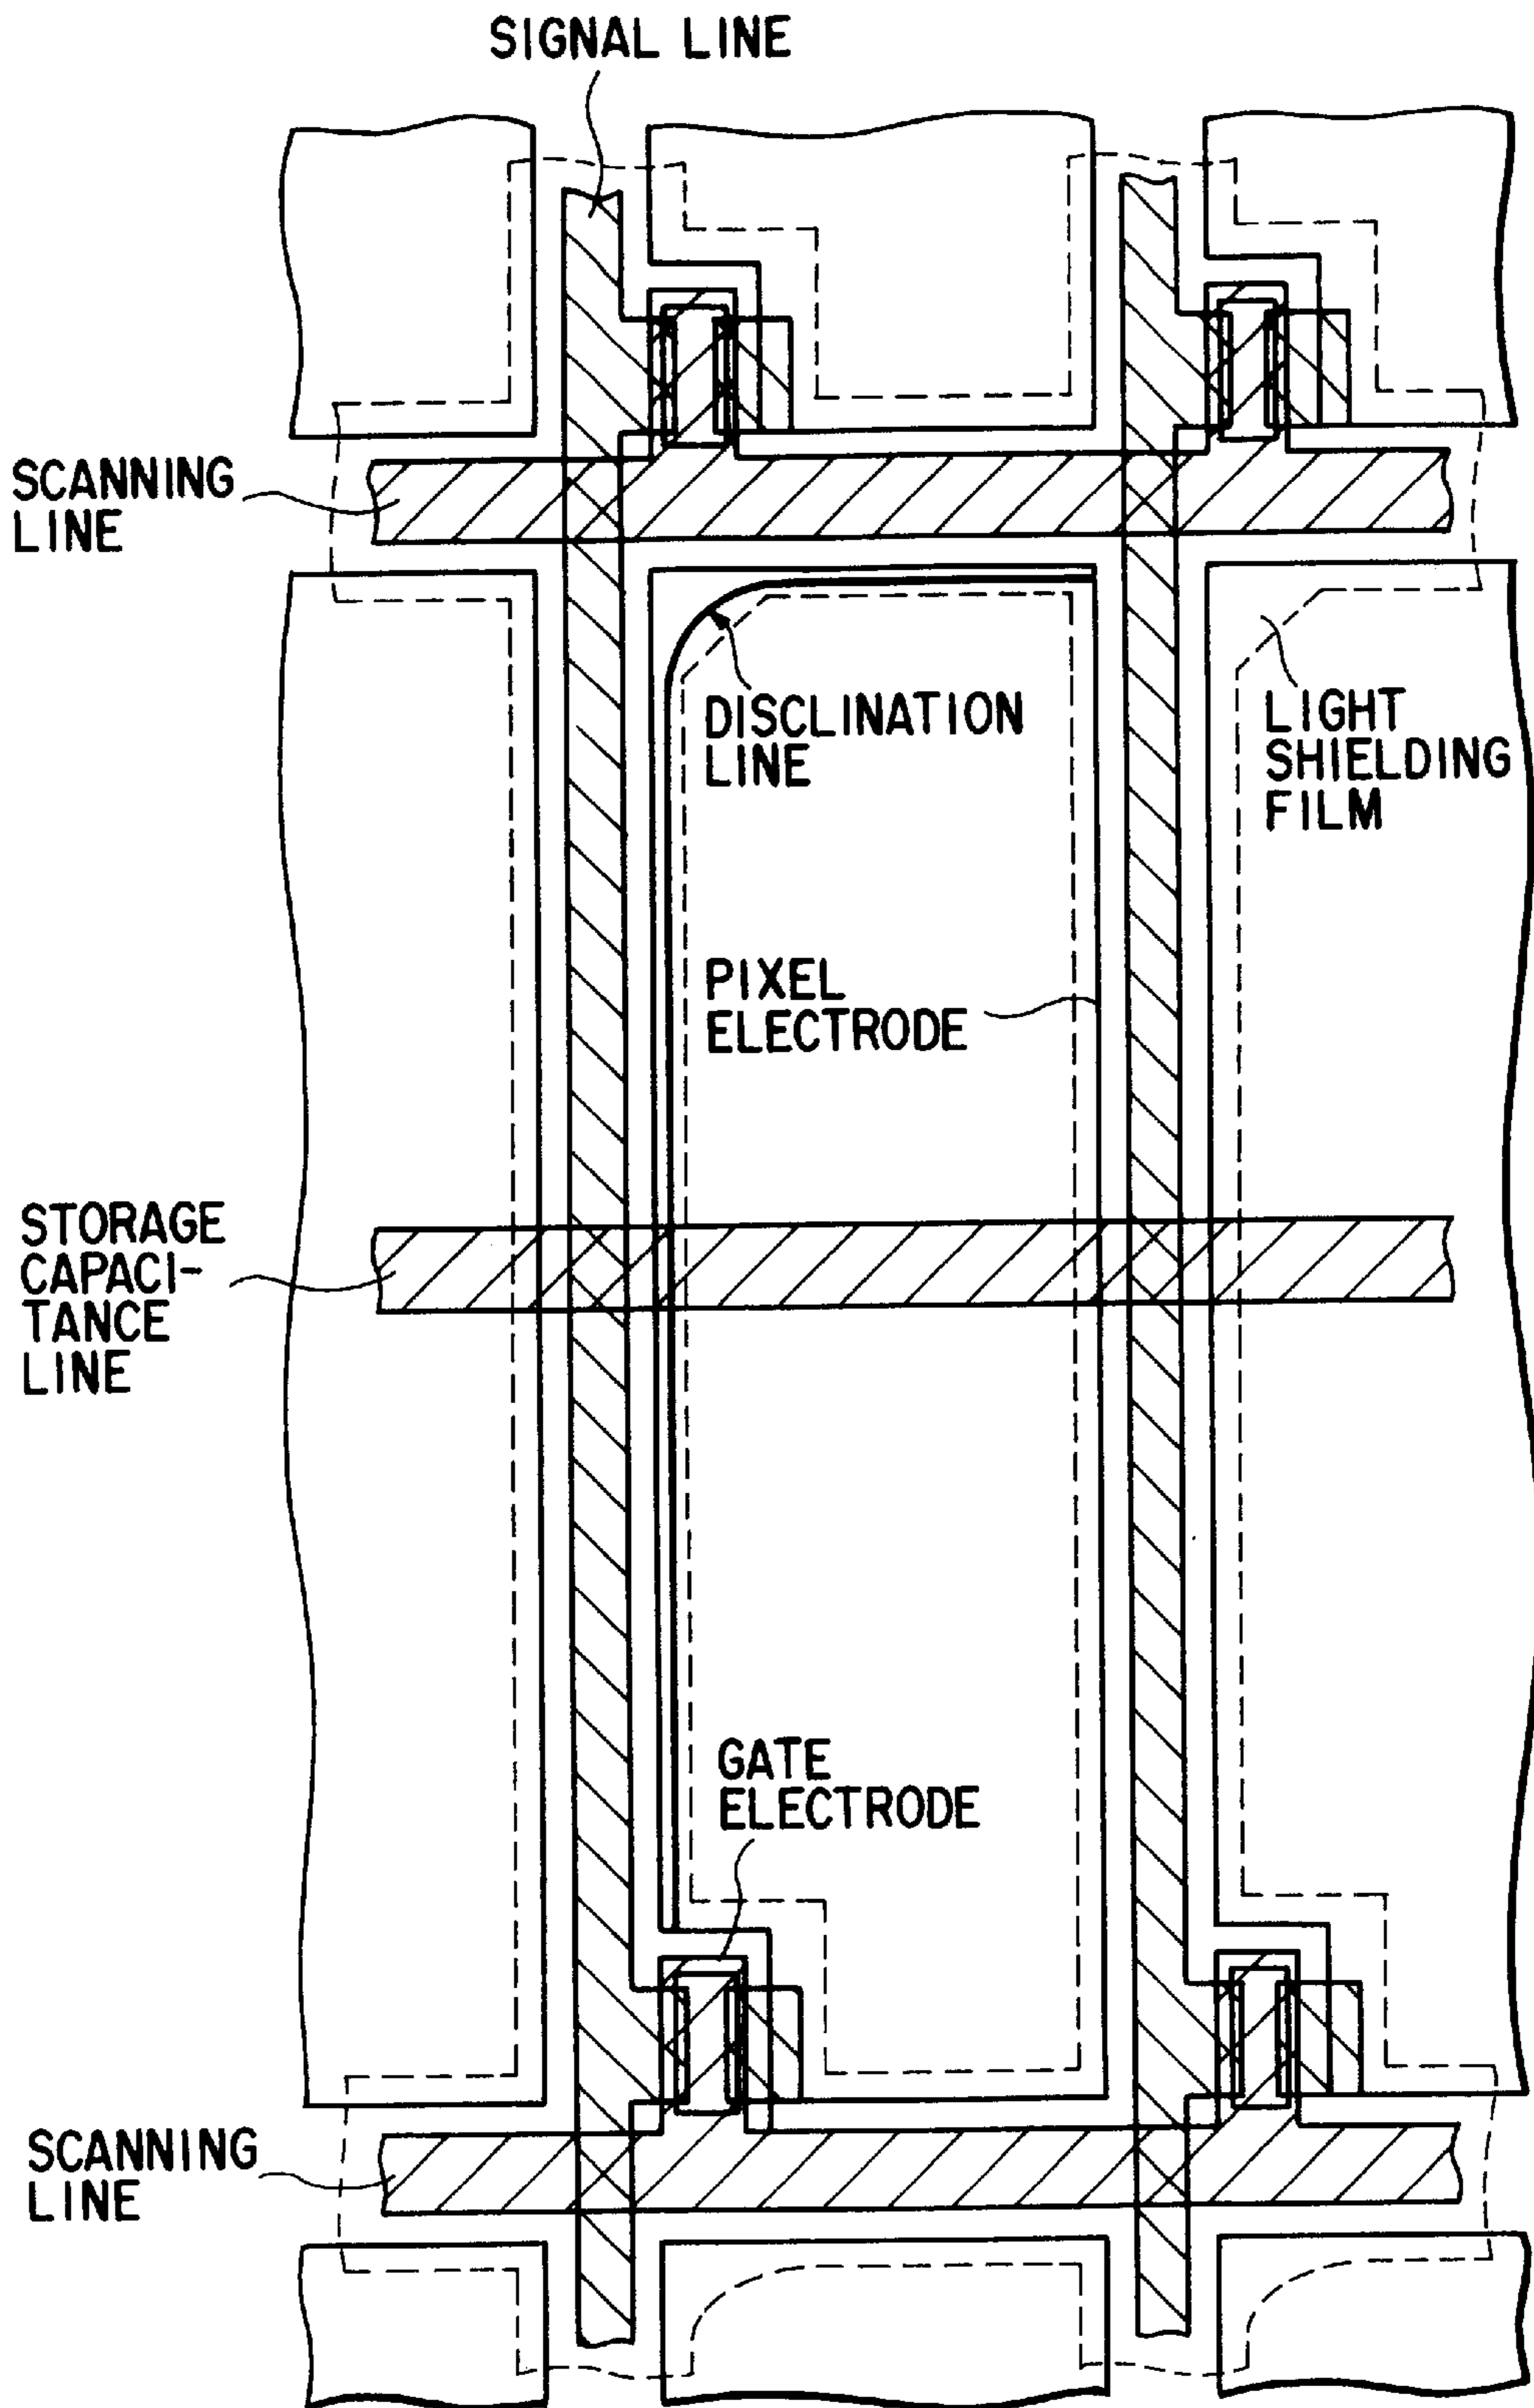 SIGNAL LINE
SCANNING
LINE
DISCLINATION
LINE
LIGHT
SHIELDING
FILM
PIXEL
ELECTRODE
STORAGE
CAPACI-
TANCE
LINE
GATE
ELECTRODE
SCANNING
LINE